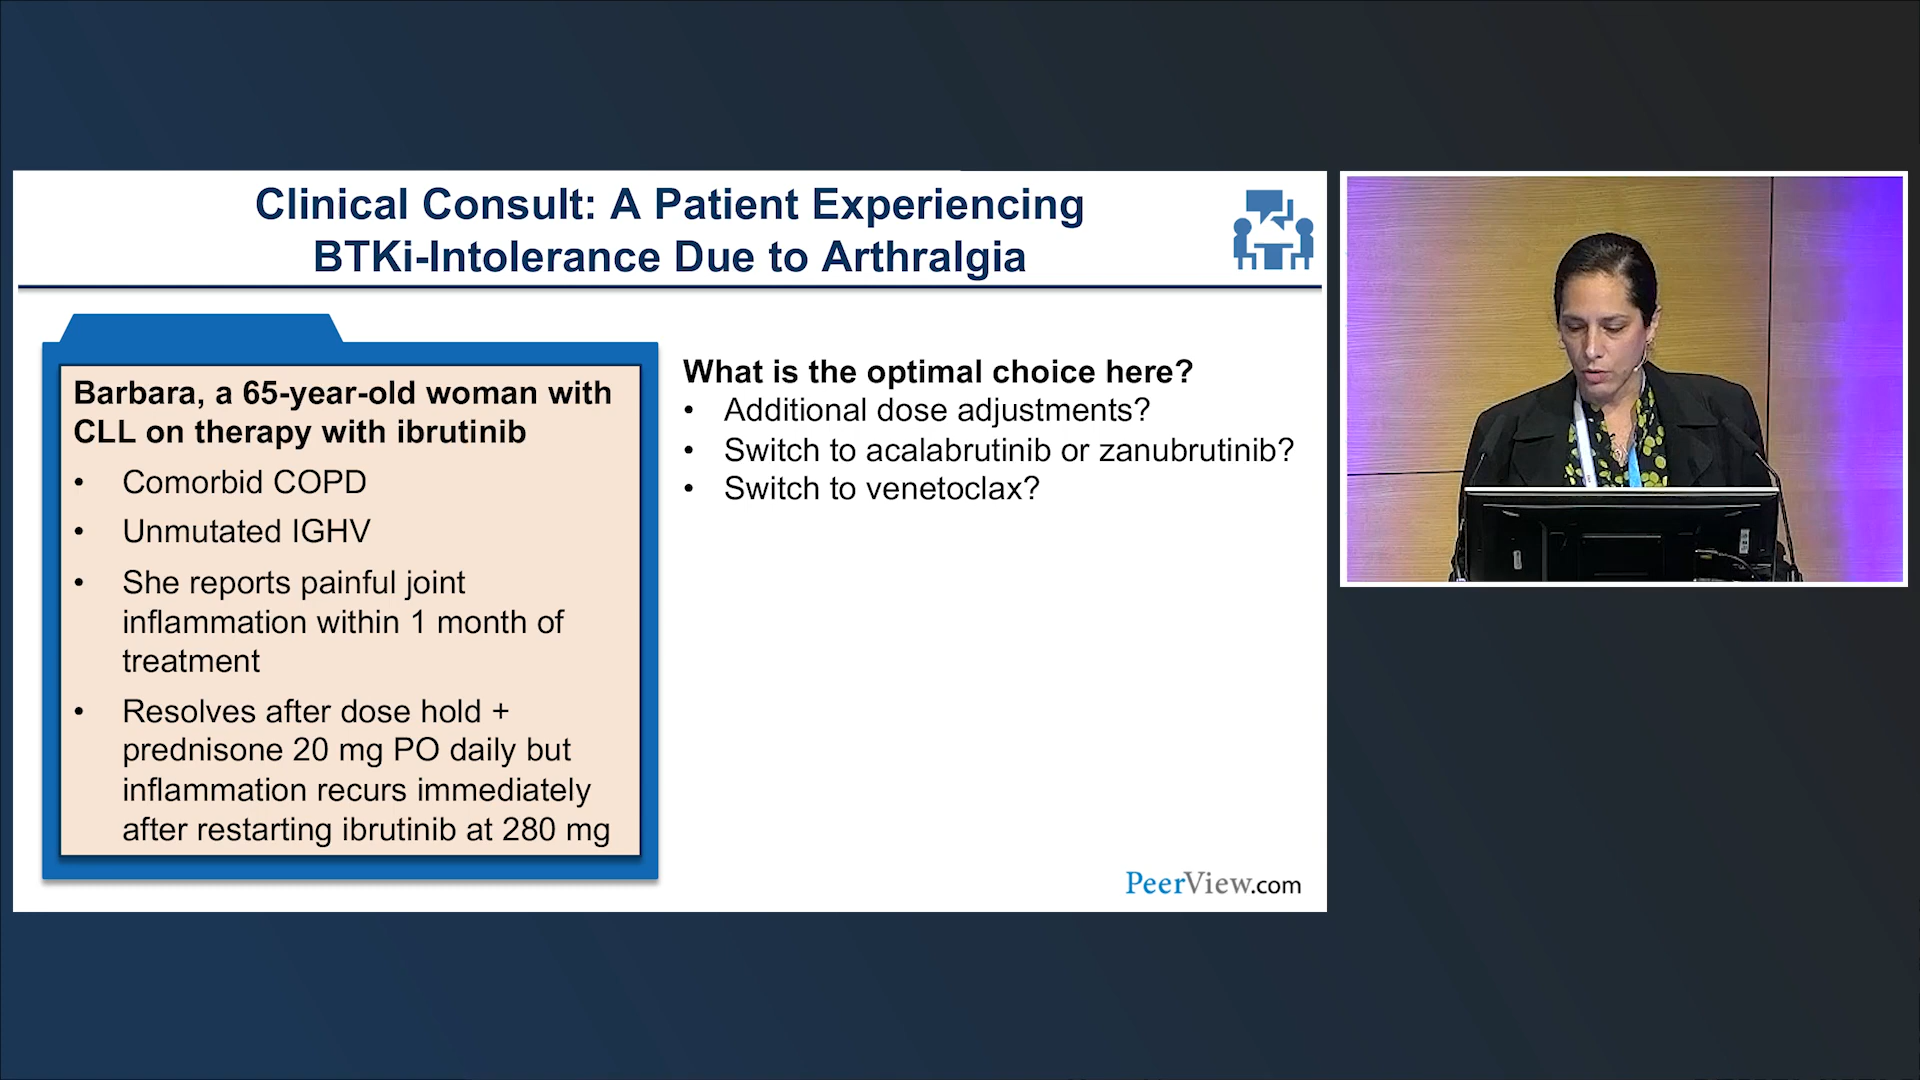 Clinical Consult: A Patient Experiencing
BTKi-Intolerance Due to Arthralgia
Barbara, a 65-year-old woman with
CLL on therapy with ibrutinib
• Comorbid COPD
• Unmutated IGHV
• She reports painful joint
inflammation within 1 month of
treatment
• Resolves after dose hold +
prednisone 20 mg PO daily but
inflammation recurs immediately
after restarting ibrutinib at 280 mg
What is the optimal choice here?
• Additional dose adjustments?
• Switch to acalabrutinib or zanubrutinib?
• Switch to venetoclax?
PeerView.com